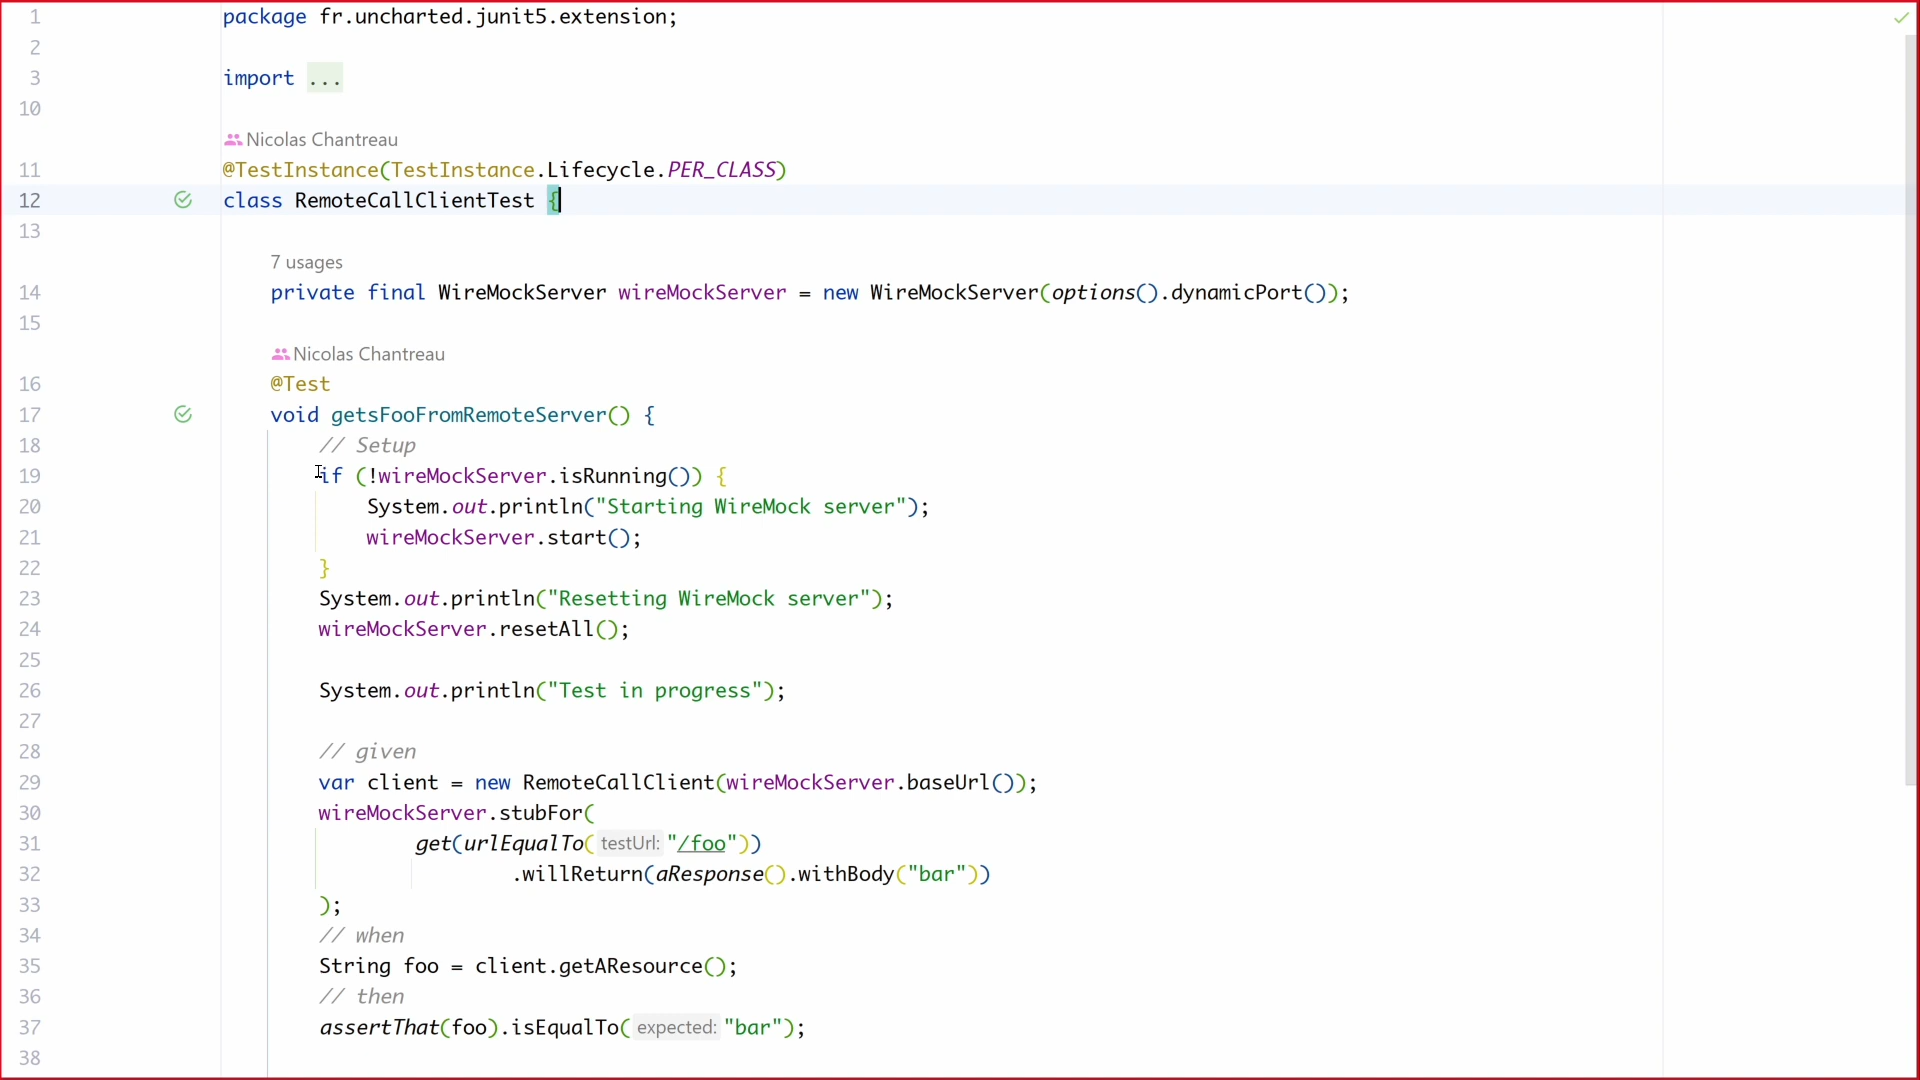 1 package fr.uncharted.junit5.extension;
2
3 import ...
10
Nicolas Chantreau
11 @TestInstance(TestInstance.Lifecycle.PER_CLASS)
12 class RemoteCallClientTest {
13
7 usages
14 private final WireMockServer wireMockServer = new WireMockServer(options().dynamicPort());
15
Nicolas Chantreau
16 @Test
17 void getsFooFromRemoteServer() {
18 // Setup
19 if (!wireMockServer.isRunning()) {
20 System.out.println("Starting WireMock server");
21 wireMockServer.start();
22 }
23 System.out.println("Resetting WireMock server");
24 wireMockServer.resetAll();
25
26 System.out.println("Test in progress");
27
28 // given
29 var client = new RemoteCallClient(wireMockServer.baseUrl());
30 wireMockServer.stubFor(
31 get(urlEqualTo( testUrl: "/foo"))
32 .willReturn(aResponse().withBody("bar"))
33 );
34 // when
35 String foo = client.getAResource();
36 // then
37 assertThat(foo).isEqualTo( expected: "bar");
38